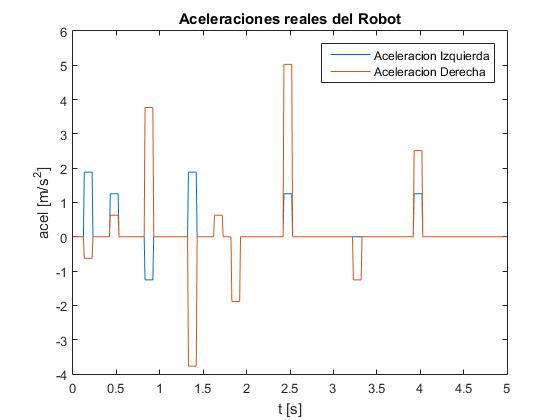 Aceleraciones reales del Robot
6
5
4
3
2
1
0
-1
-2
-3
-4
acel [m/s²]
Aceleracion Izquierda
Aceleracion Derecha
0 0.5 1 1.5 2 2.5 3 3.5 4 4.5 5
t [s]